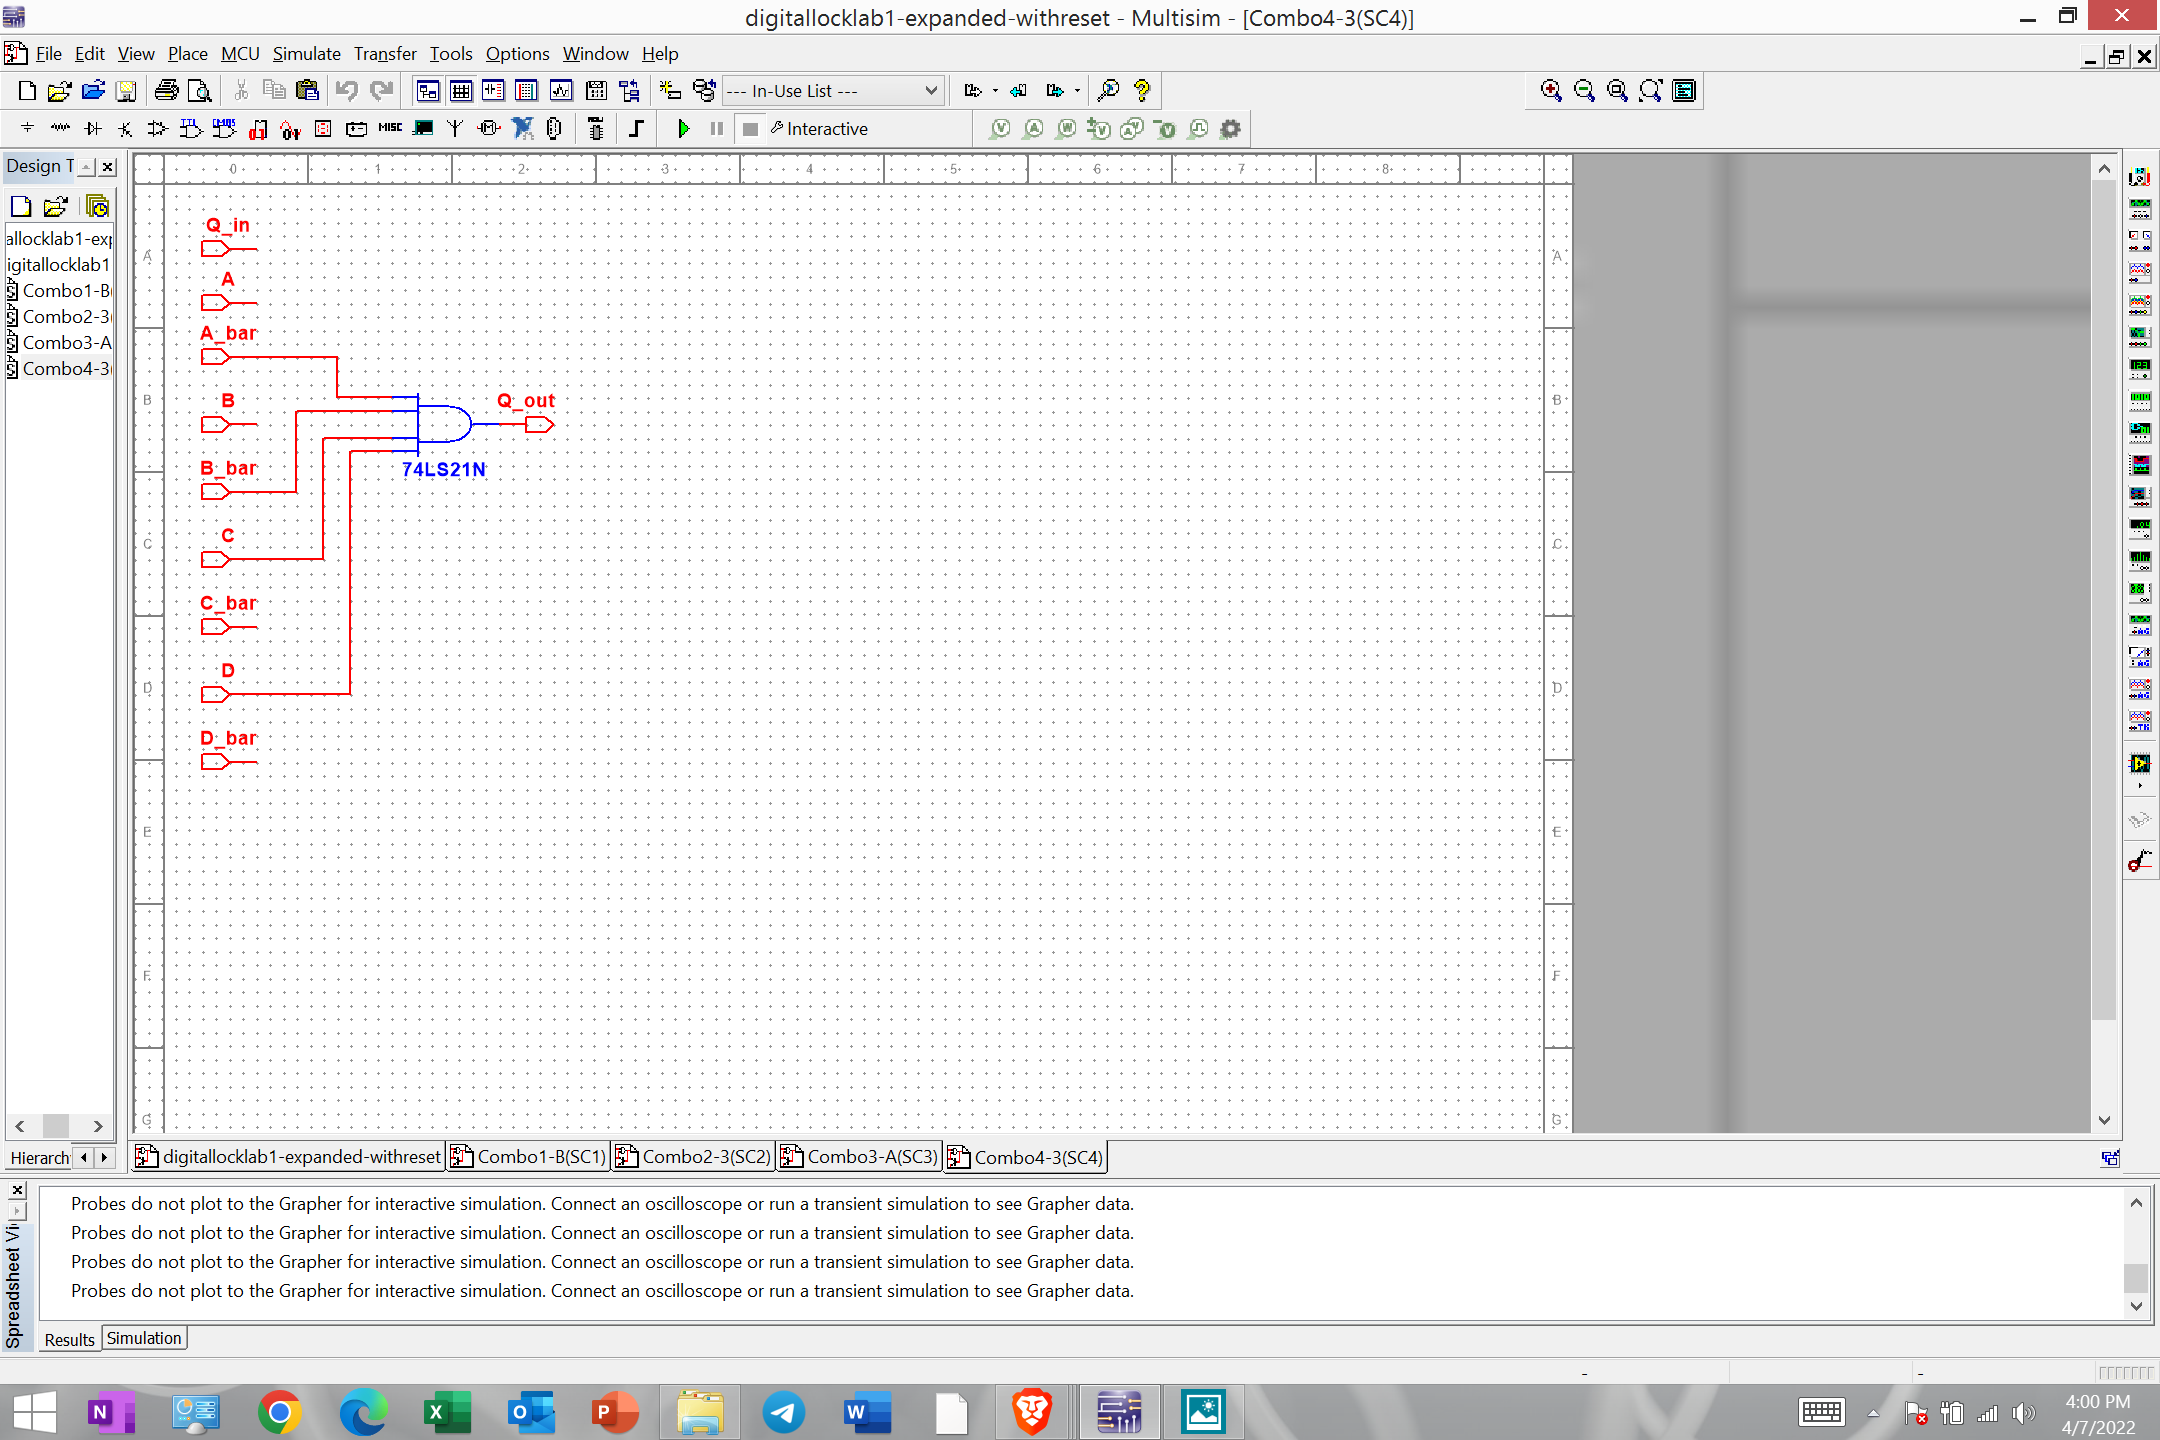 digitallocklab1-expanded-withreset - Multisim - [Combo4-3(SC4)]
File Edit View Place MCU Simulate Transfer Tools Options Window Help
--- In-Use List ---
MISC Interactive
Design T
allocklab1-exp
igitallocklab1
Combo1-B(
Combo2-3(
Combo3-A
Combo4-3(
Hierarch
0 1 2 3 4 5 6 7 8
A
B
C
D
E
F
G
A
B
C
D
E
F
G
Q_in
A
A_bar
B
Q_out
B_bar
74LS21N
C
C_bar
D
D_bar
digitallocklab1-expanded-withreset Combo1-B(SC1) Combo2-3(SC2) Combo3-A(SC3) Combo4-3(SC4)
Spreadsheet Vi
Probes do not plot to the Grapher for interactive simulation. Connect an oscilloscope or run a transient simulation to see Grapher data.
Probes do not plot to the Grapher for interactive simulation. Connect an oscilloscope or run a transient simulation to see Grapher data.
Probes do not plot to the Grapher for interactive simulation. Connect an oscilloscope or run a transient simulation to see Grapher data.
Probes do not plot to the Grapher for interactive simulation. Connect an oscilloscope or run a transient simulation to see Grapher data.
Results Simulation
4:00 PM
4/7/2022